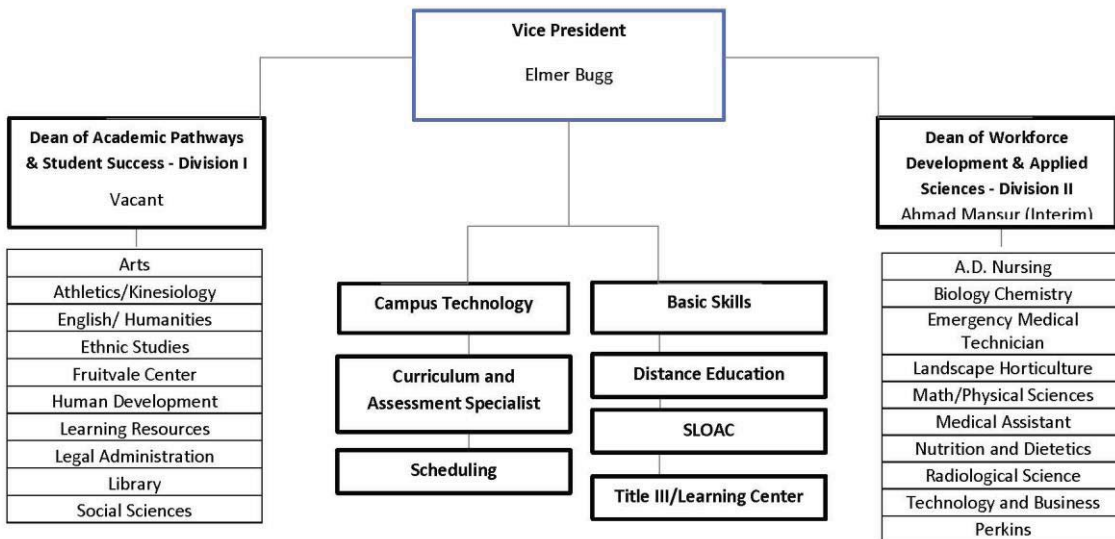 Vice President
Elmer Bugg
Dean of Academic Pathways
& Student Success - Division I
Vacant
Dean of Workforce
Development & Applied
Sciences - Division II
Ahmad Mansur (Interim)
Arts
Athletics/Kinesiology
English/ Humanities
Ethnic Studies
Fruitvale Center
Human Development
Learning Resources
Legal Administration
Library
Social Sciences
Campus Technology
Curriculum and
Assessment Specialist
Scheduling
Basic Skills
Distance Education
SLOAC
Title III/Learning Center
A.D. Nursing
Biology Chemistry
Emergency Medical
Technician
Landscape Horticulture
Math/Physical Sciences
Medical Assistant
Nutrition and Dietetics
Radiological Science
Technology and Business
Perkins